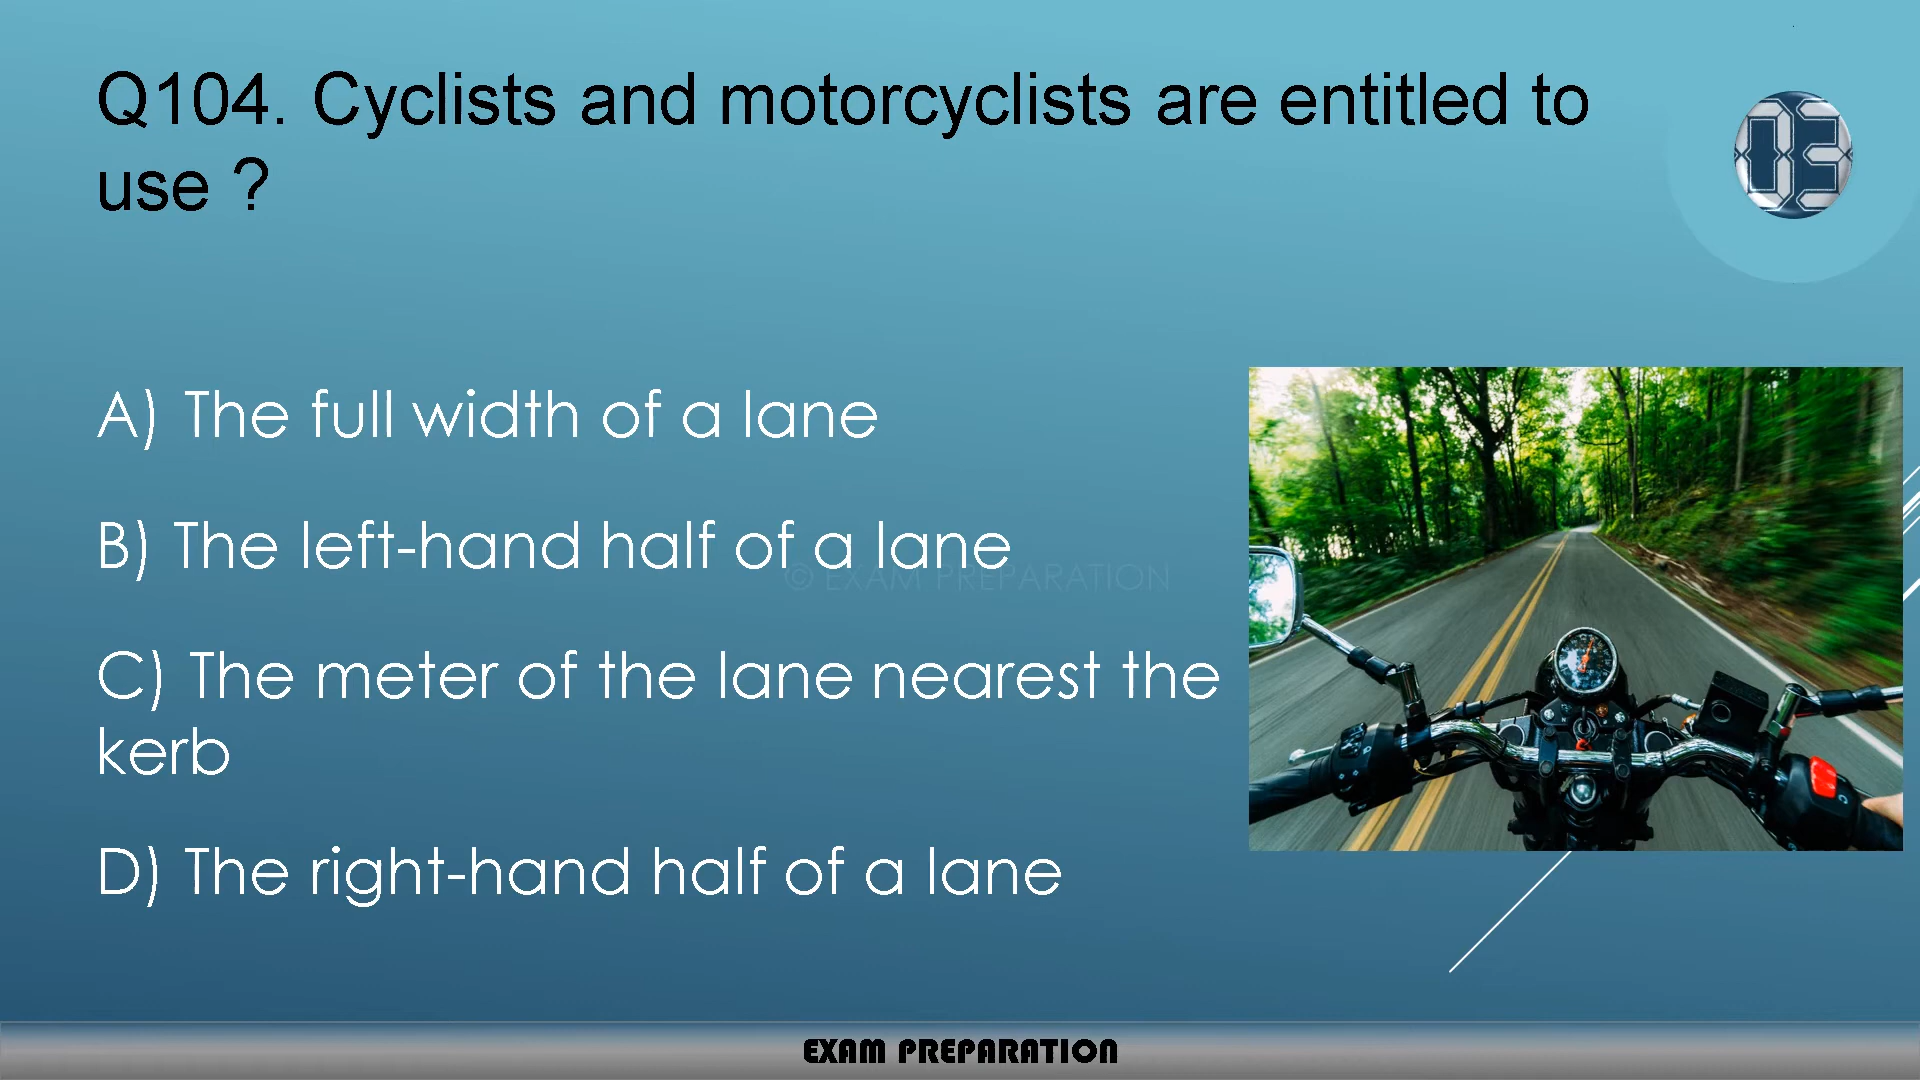 Q104. Cyclists and motorcyclists are entitled to
use ?
03
A) The full width of a lane
B) The left-hand half of a lane
© EXAM PREPARATION
C) The meter of the lane nearest the
kerb
D) The right-hand half of a lane
EXAM PREPARATION